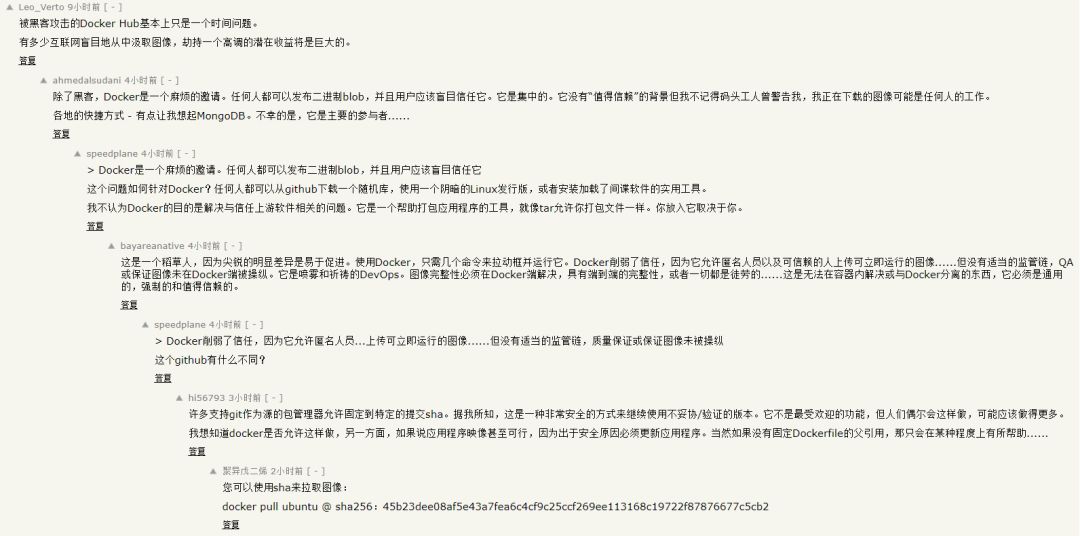 Leo_Verto 9小时前 [ - ]
被黑客攻击的Docker Hub基本上只是一个时间问题。
有多少互联网盲目地从中汲取图像，劫持一个高调的潜在收益将是巨大的。
答复
ahmedalsudani 4小时前 [ - ]
除了黑客，Docker是一个麻烦的邀请。任何人都可以发布二进制blob，并且用户应该盲目信任它。它是集中的。它没有“值得信赖”的背景但我不记得码头工人曾警告我，我正在下载的图像可能是任何人的工作。
各地的快捷方式 - 有点让我想起MongoDB。不幸的是，它是主要的参与者......
答复
speedplane 4小时前 [ - ]
> Docker是一个麻烦的邀请。任何人都可以发布二进制blob，并且用户应该盲目信任它
这个问题如何针对Docker？任何人都可以从github下载一个随机库，使用一个阴暗的Linux发行版，或者安装加载了间谍软件的实用工具。
我不认为Docker的目的是解决与信任上游软件相关的问题。它是一个帮助打包应用程序的工具，就像tar允许你打包文件一样。你放入它取决于你。
答复
bayareanative 4小时前 [ - ]
这是一个稻草人，因为尖锐的明显差异是易于促进。使用Docker，只需几个命令来拉动框并运行它。Docker削弱了信任，因为它允许匿名人员以及可信赖的人上传可立即运行的图像......但没有适当的监管链，QA
或保证图像未在Docker端被操纵。它是喷雾和祈祷的DevOps。图像完整性必须在Docker端解决，具有端到端的完整性，或者一切都是徒劳的......这是无法在容器内解决或与Docker分离的东西，它必须是通用
的，强制的和值得信赖的。
答复
speedplane 4小时前 [ - ]
> Docker削弱了信任，因为它允许匿名人员...上传可立即运行的图像......但没有适当的监管链，质量保证或保证图像未被操纵
这个github有什么不同？
答复
hi56793 3小时前 [ - ]
许多支持git作为源的包管理器允许固定到特定的提交sha。据我所知，这是一种非常安全的方式来继续使用不妥协/验证的版本。它不是最受欢迎的功能，但人们偶尔会这样做，可能应该做得更多。
我想知道docker是否允许这样做，另一方面，如果说应用程序映像甚至可行，因为出于安全原因必须更新应用程序。当然如果没有固定Dockerfile的父引用，那只会在某种程度上有所帮助......
答复
聚异戊二烯 2小时前 [ - ]
您可以使用sha来拉取图像：
docker pull ubuntu @ sha256：45b23dee08af5e43a7fea6c4cf9c25ccf269ee113168c19722f87876677c5cb2
答复